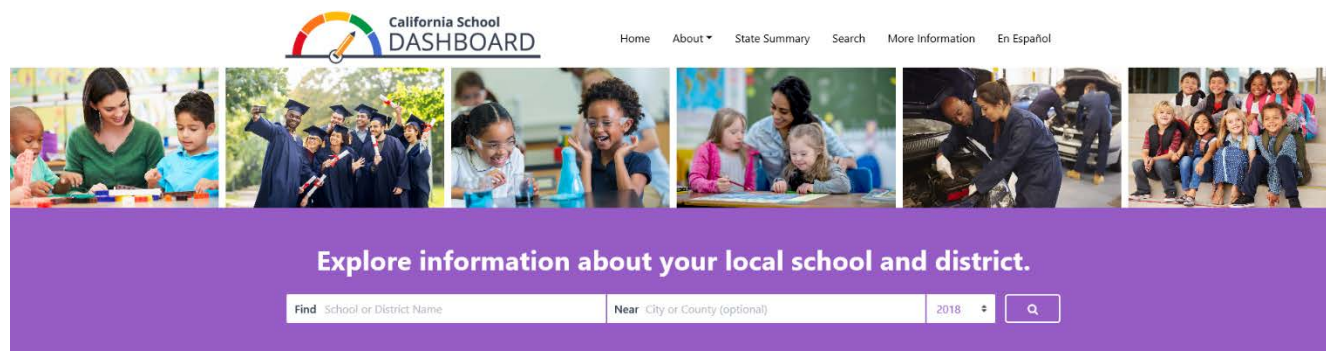 California School
DASHBOARD
Home About State Summary Search More Information En Español
Explore information about your local school and district.
Find School or District Name Near City or County (optional) 2018